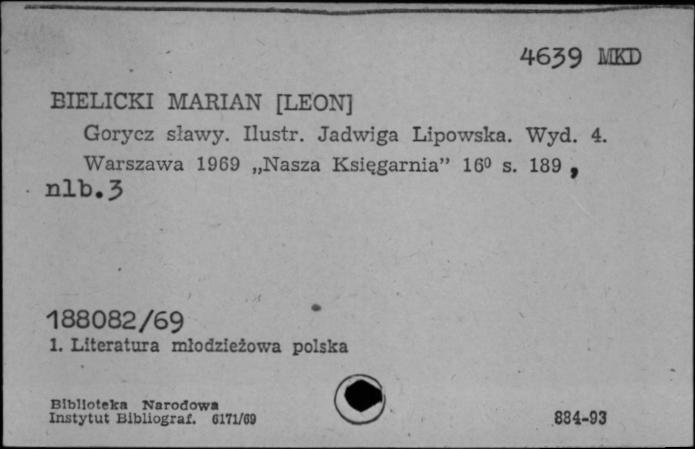 4639 MKD
BIELICKI MARIAN [LEON]
Gorycz sławy. Ilustr. Jadwiga Lipowska. Wyd. 4.
Warszawa 1969 „Nasza Księgarnia” 16⁰ s. 189,
nlb.3
188082/69
1. Literatura młodzieżowa polska
Biblioteka Narodowa
Instytut Bibliograf. 6171/69
884-93